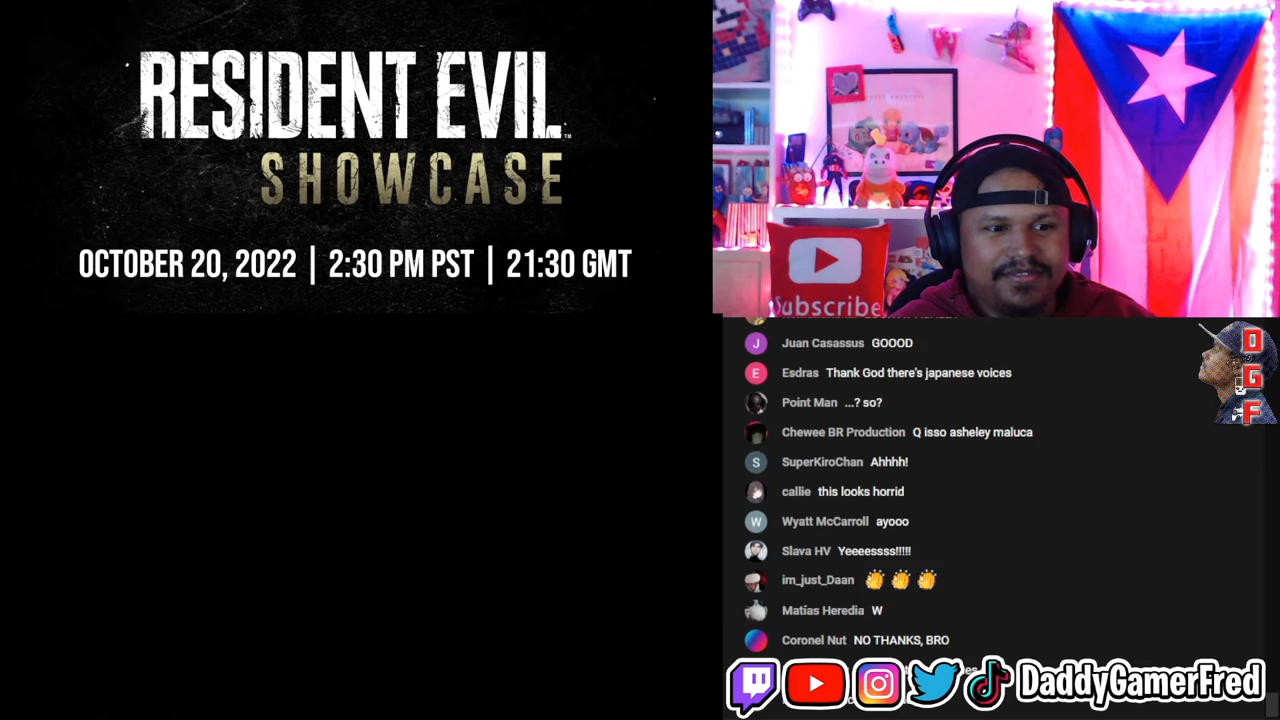 RESIDENT EVIL™
SHOWCASE
OCTOBER 20, 2022 | 2:30 PM PST | 21:30 GMT
Subscribe
Juan Casassus GOOOD
Esdras Thank God there's japanese voices
Point Man ...? so?
Chewee BR Production Q isso asheley maluca
SuperKiroChan Ahhhh!
callie this looks horrid
Wyatt McCarroll ayooo
Slava HV Yeeeessss!!!!!
im_just_Daan 👏 👏 👏
Matías Heredia W
Coronel Nut NO THANKS, BRO
DGF
DaddyGamerFred